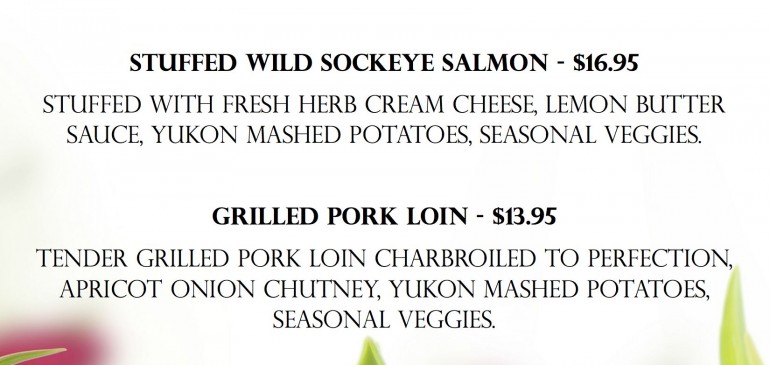 STUFFED WILD SOCKEYE SALMON - $16.95
STUFFED WITH FRESH HERB CREAM CHEESE, LEMON BUTTER
SAUCE, YUKON MASHED POTATOES, SEASONAL VEGGIES.
GRILLED PORK LOIN - $13.95
TENDER GRILLED PORK LOIN CHARBROILED TO PERFECTION,
APRICOT ONION CHUTNEY, YUKON MASHED POTATOES,
SEASONAL VEGGIES.